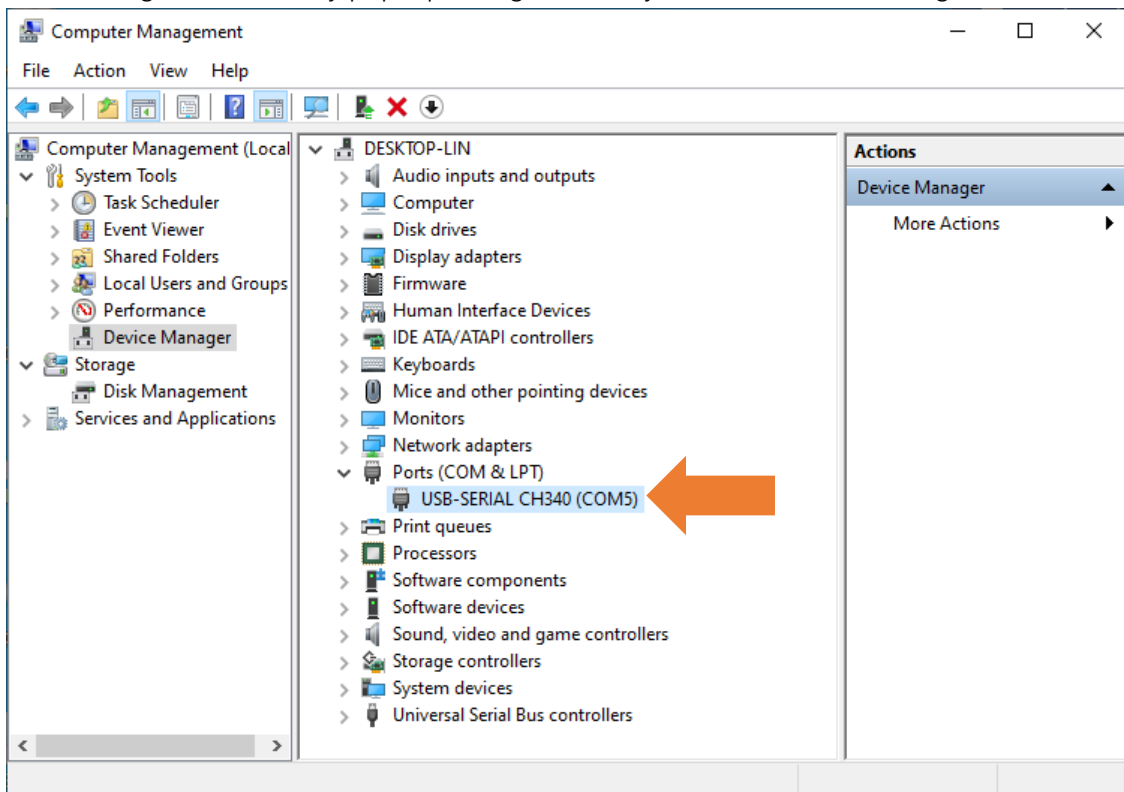 Computer Management
File Action View Help
Computer Management (Local
System Tools
Task Scheduler
Event Viewer
Shared Folders
Local Users and Groups
Performance
Device Manager
Storage
Disk Management
Services and Applications
DESKTOP-LIN
Audio inputs and outputs
Computer
Disk drives
Display adapters
Firmware
Human Interface Devices
IDE ATA/ATAPI controllers
Keyboards
Mice and other pointing devices
Monitors
Network adapters
Ports (COM & LPT)
USB-SERIAL CH340 (COM5)
Print queues
Processors
Software components
Software devices
Sound, video and game controllers
Storage controllers
System devices
Universal Serial Bus controllers
Actions
Device Manager
More Actions